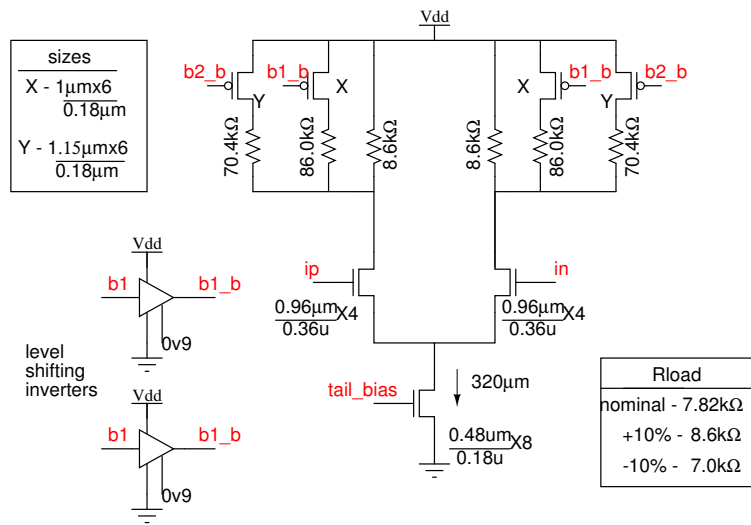 Vdd
sizes
X - 1µmx6
0.18µm
Y - 1.15µmx6
0.18µm
b2_b
b1_b
X
Y
70.4kΩ
86.0kΩ
8.6kΩ
8.6kΩ
X
b1_b
b2_b
Y
86.0kΩ
70.4kΩ
Vdd
b1
b1_b
0v9
level
shifting
inverters
Vdd
b1
b1_b
0v9
ip
0.96µm
X4
0.36u
in
0.96µm
X4
0.36u
tail_bias
320µm
0.48um
X8
0.18u
Rload
nominal - 7.82kΩ
+10% - 8.6kΩ
-10% - 7.0kΩ